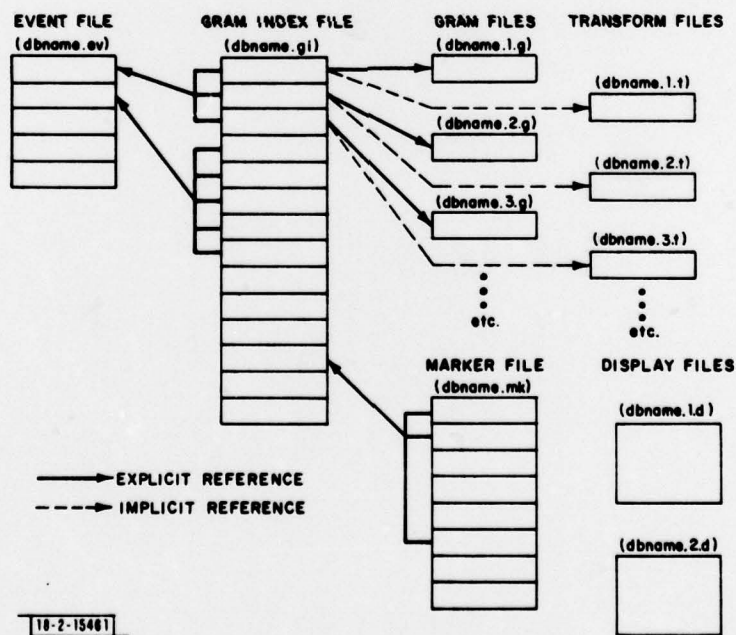 EVENT FILE
(dbname.ev)
GRAM INDEX FILE
(dbname.gi)
GRAM FILES
(dbname.1.g)
(dbname.2.g)
(dbname.3.g)
etc.
TRANSFORM FILES
(dbname.1.t)
(dbname.2.t)
(dbname.3.t)
etc.
MARKER FILE
(dbname.mk)
DISPLAY FILES
(dbname.1.d)
(dbname.2.d)
EXPLICIT REFERENCE
IMPLICIT REFERENCE
18-2-15461